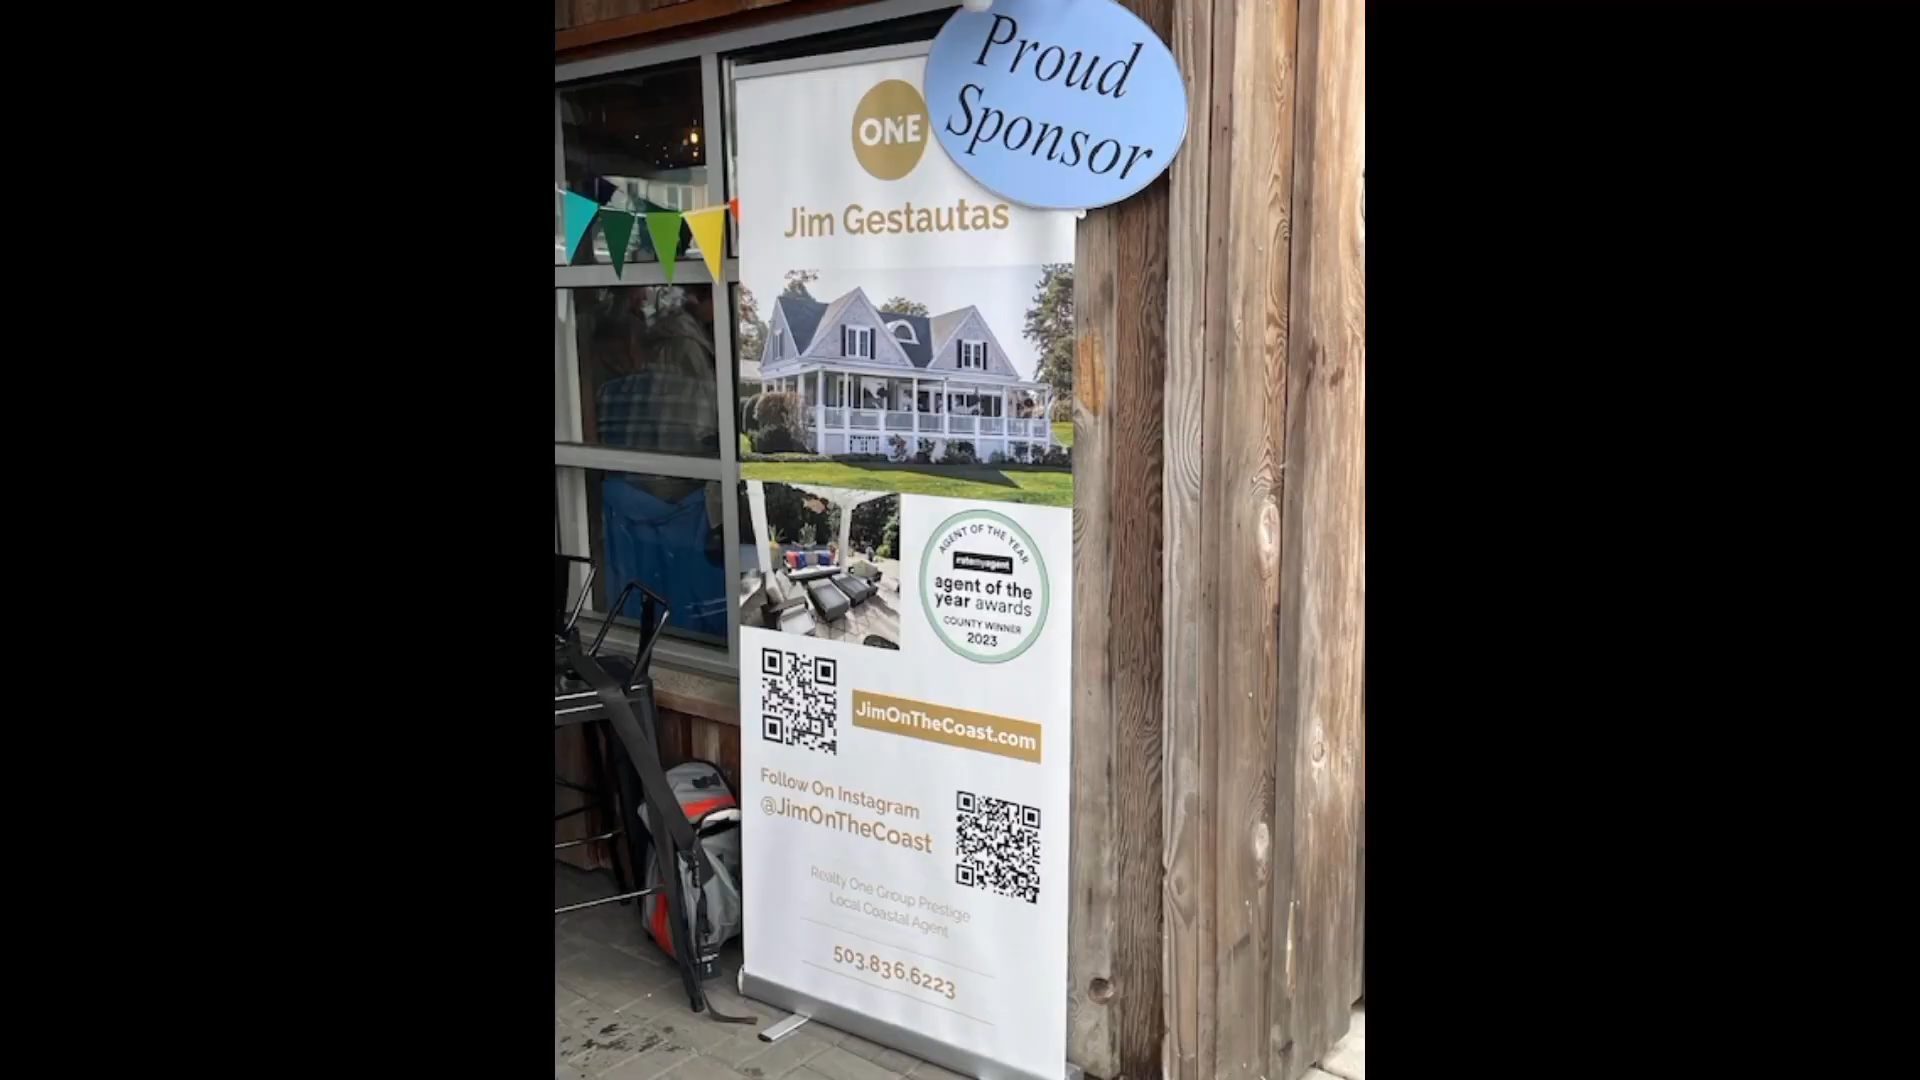 Proud
Sponsor
ONE
Jim Gestautas
AGENT OF THE YEAR
ratemyagent
agent of the
year awards
COUNTY WINNER
2023
JimOnTheCoast.com
Follow On Instagram
@JimOnTheCoast
Realty One Group Prestige
Local Coastal Agent
503.836.6223